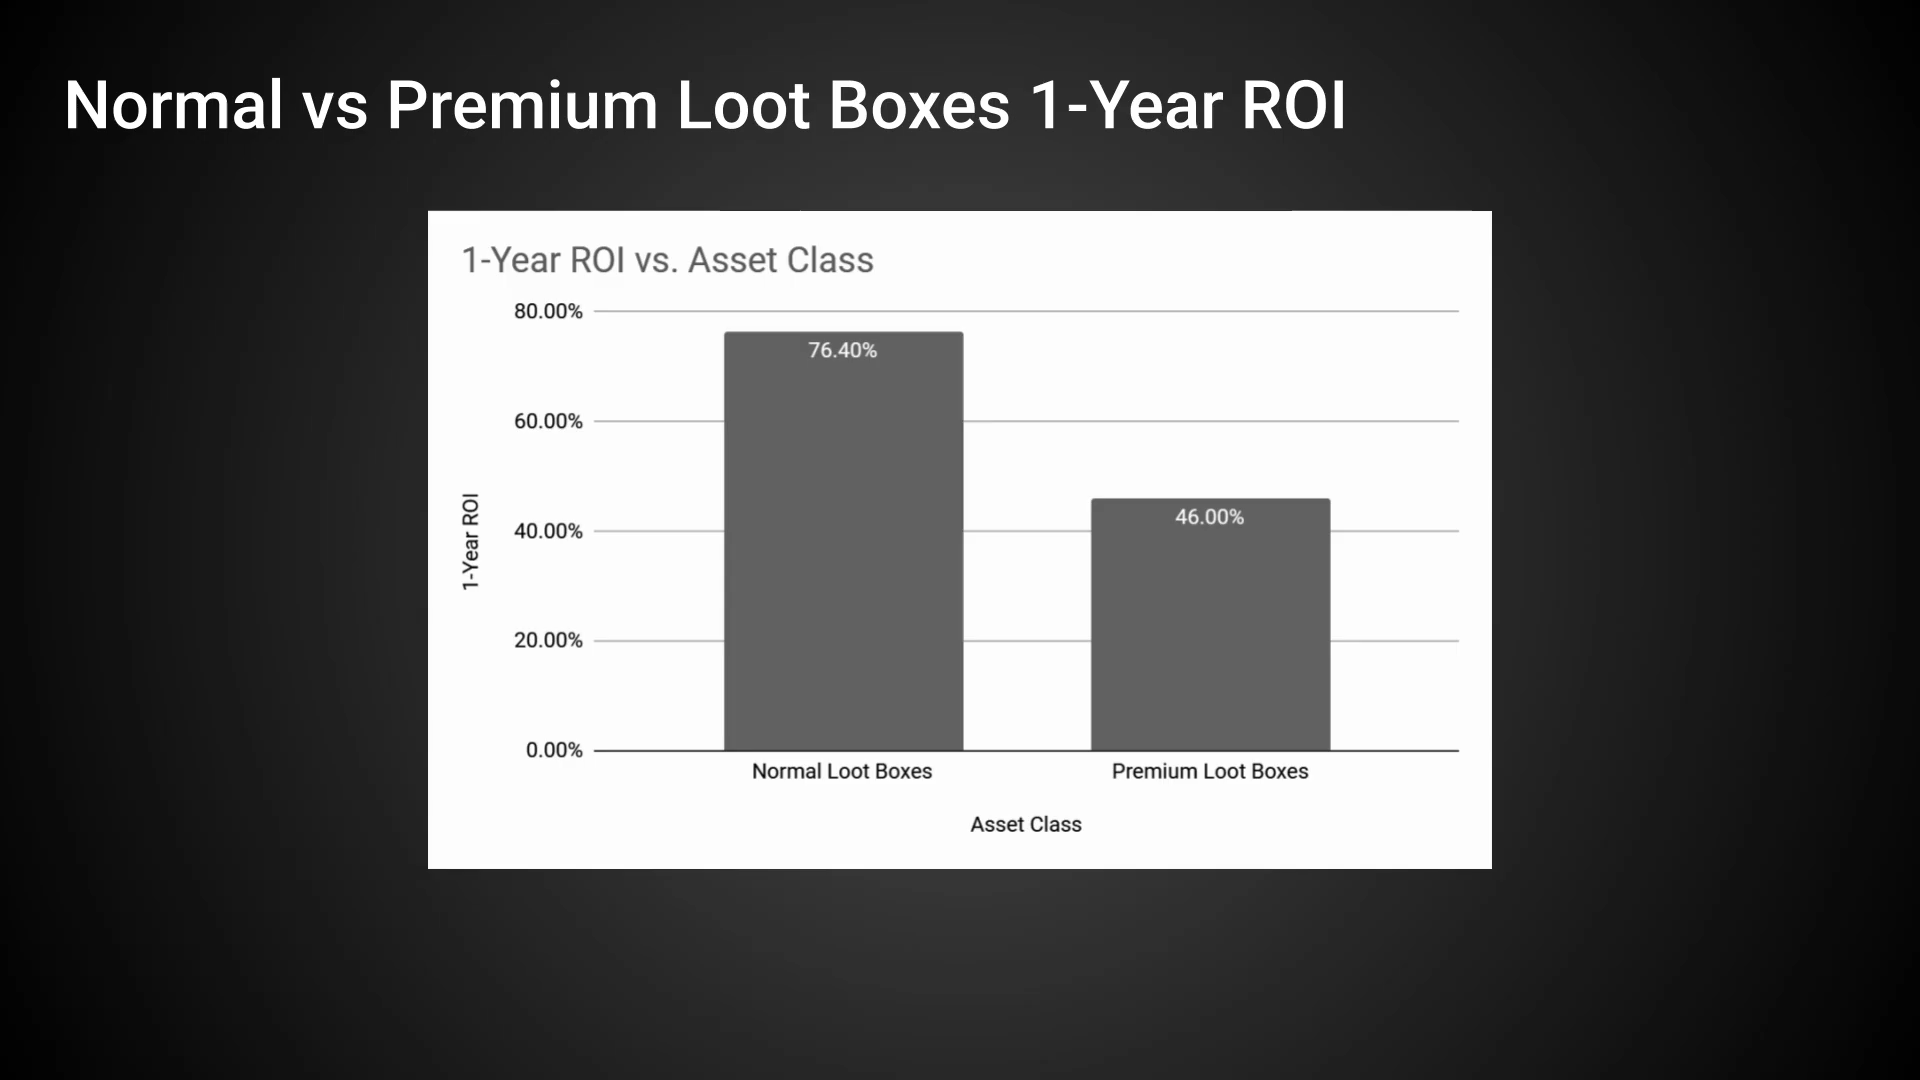 Normal vs Premium Loot Boxes 1-Year ROI
1-Year ROI vs. Asset Class
80.00%
76.40%
60.00%
46.00%
40.00%
20.00%
0.00%
1-Year ROI
Normal Loot Boxes
Premium Loot Boxes
Asset Class